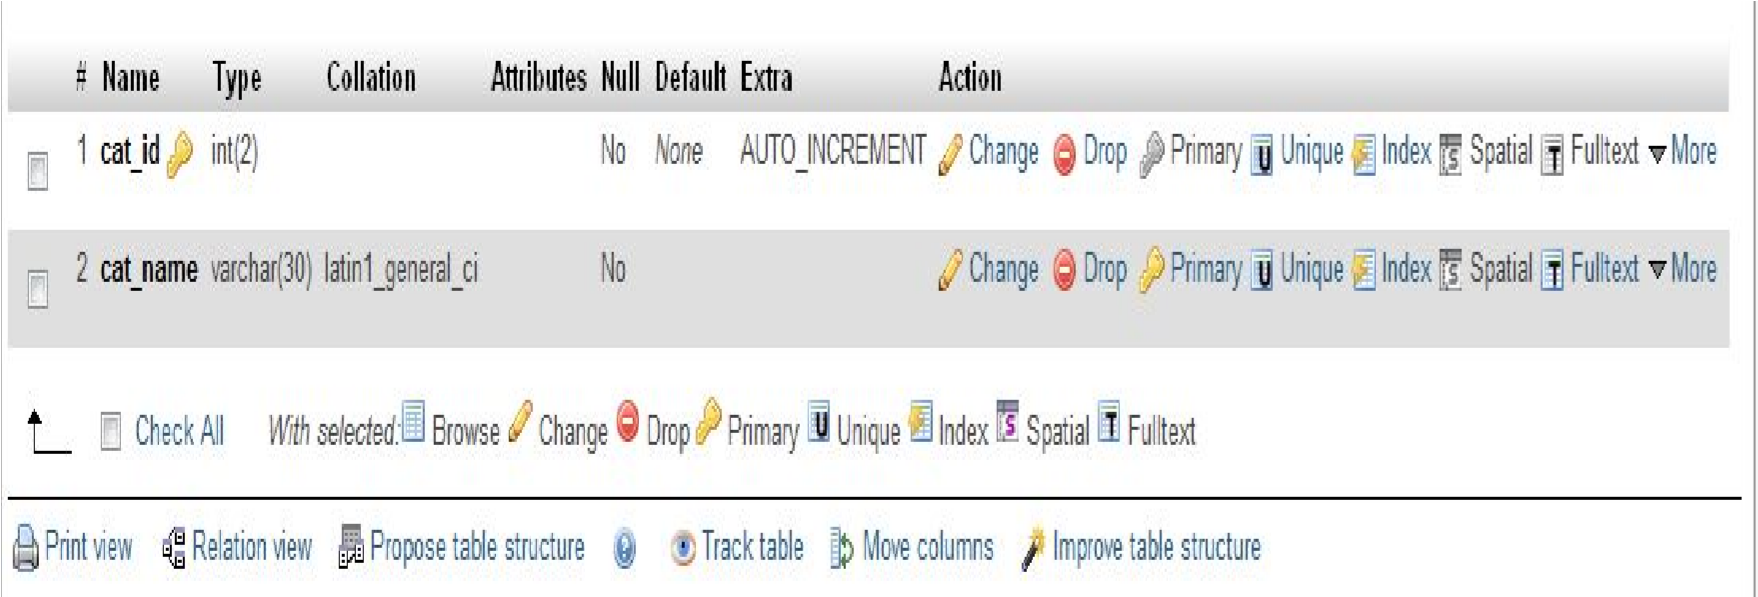 # Name Type Collation Attributes Null Default Extra Action
1 cat_id int(2) No None AUTO_INCREMENT Change Drop Primary Unique Index Spatial Fulltext More
2 cat_name varchar(30) latin1_general_ci No Change Drop Primary Unique Index Spatial Fulltext More
Check All With selected: Browse Change Drop Primary Unique Index Spatial Fulltext
Print view Relation view Propose table structure Track table Move columns Improve table structure